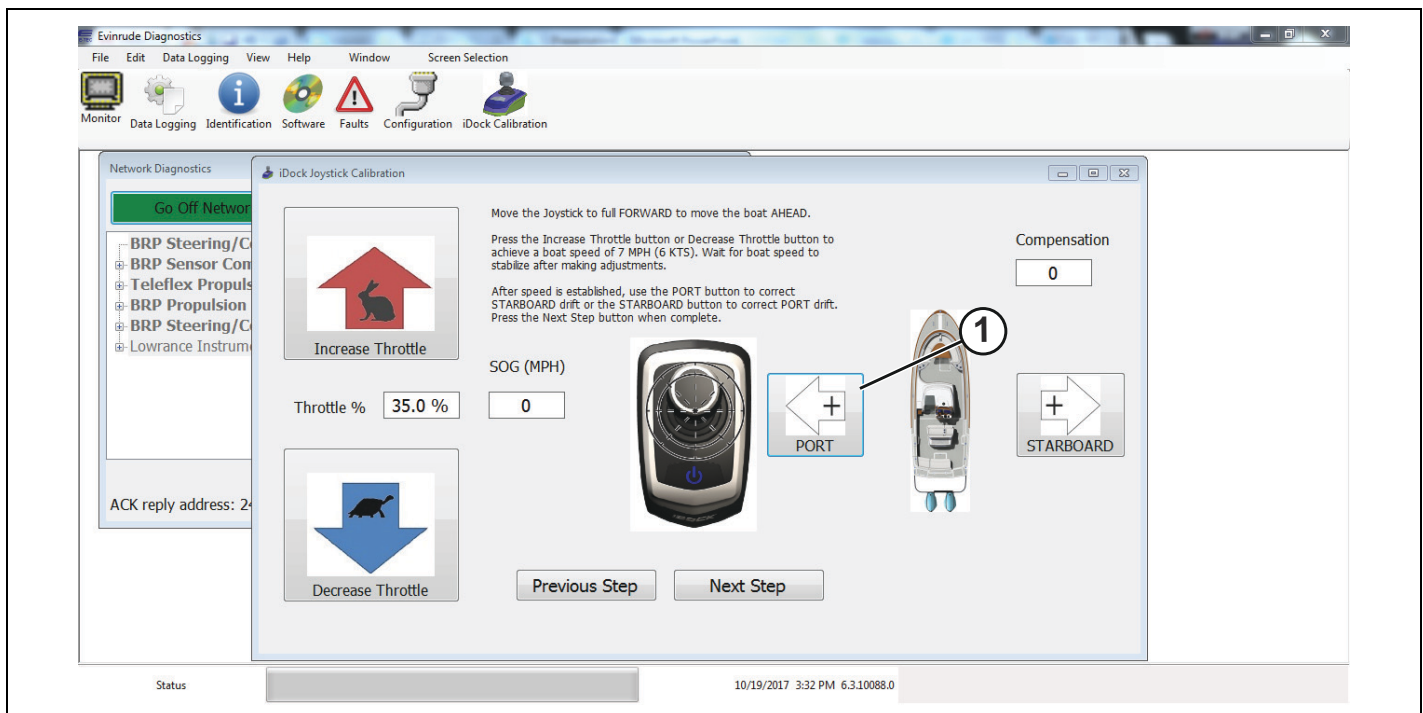 Evinrude Diagnostics
File Edit Data Logging View Help Window Screen Selection
Monitor Data Logging Identification Software Faults Configuration iDock Calibration
Network Diagnostics
iDock Joystick Calibration
Go Off Networ
BRP Steering/C
BRP Sensor Com
Teleflex Propuls
BRP Propulsion
BRP Steering/C
Lowrance Instrum
ACK reply address: 2
Increase Throttle
Throttle % 35.0 %
Decrease Throttle
Move the Joystick to full FORWARD to move the boat AHEAD.
Press the Increase Throttle button or Decrease Throttle button to
achieve a boat speed of 7 MPH (6 KTS). Wait for boat speed to
stabilize after making adjustments.
After speed is established, use the PORT button to correct
STARBOARD drift or the STARBOARD button to correct PORT drift.
Press the Next Step button when complete.
SOG (MPH)
0
Compensation
0
1
+
PORT
+
STARBOARD
Previous Step Next Step
Status 10/19/2017 3:32 PM 6.3.10088.0